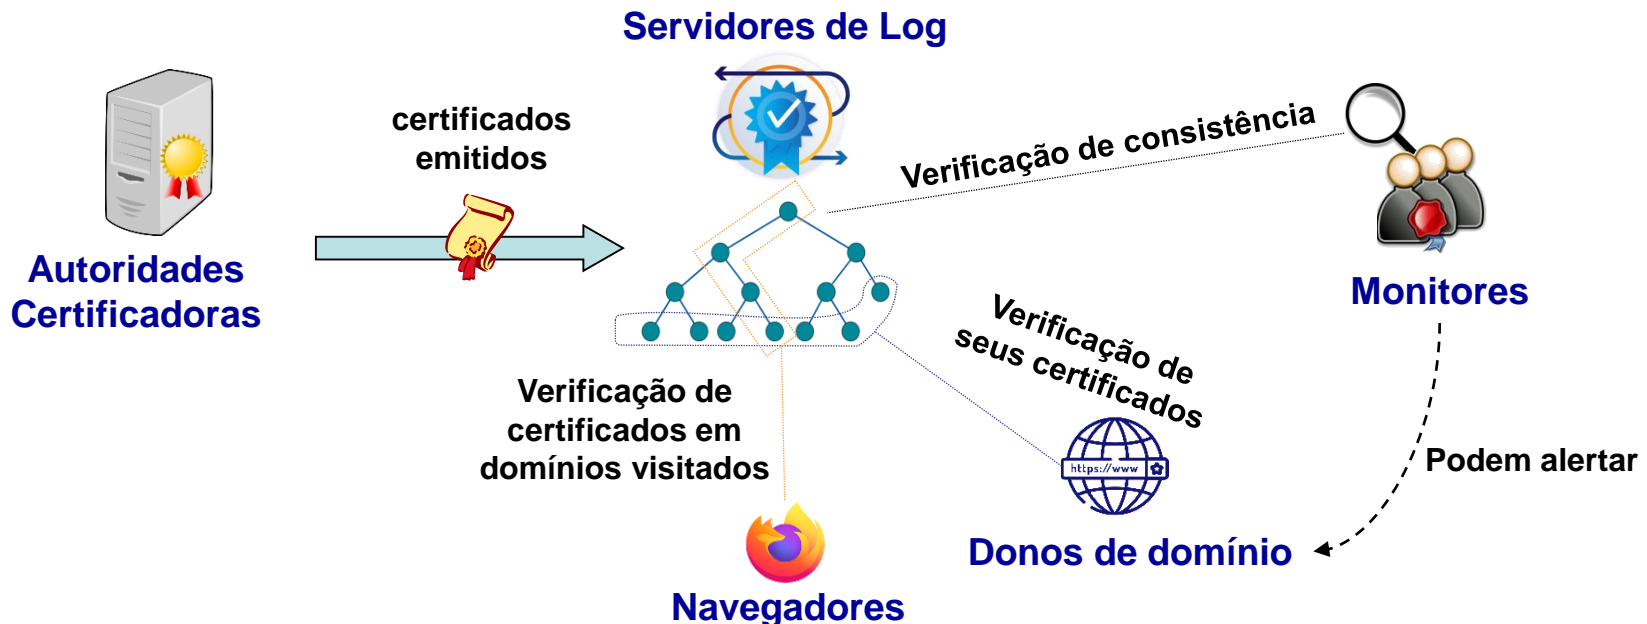 Servidores de Log
certificados
emitidos
Verificação de consistência
Autoridades
Certificadoras
Monitores
Verificação de
seus certificados
Verificação de
certificados em
domínios visitados
https://www
Podem alertar
Donos de domínio
Navegadores